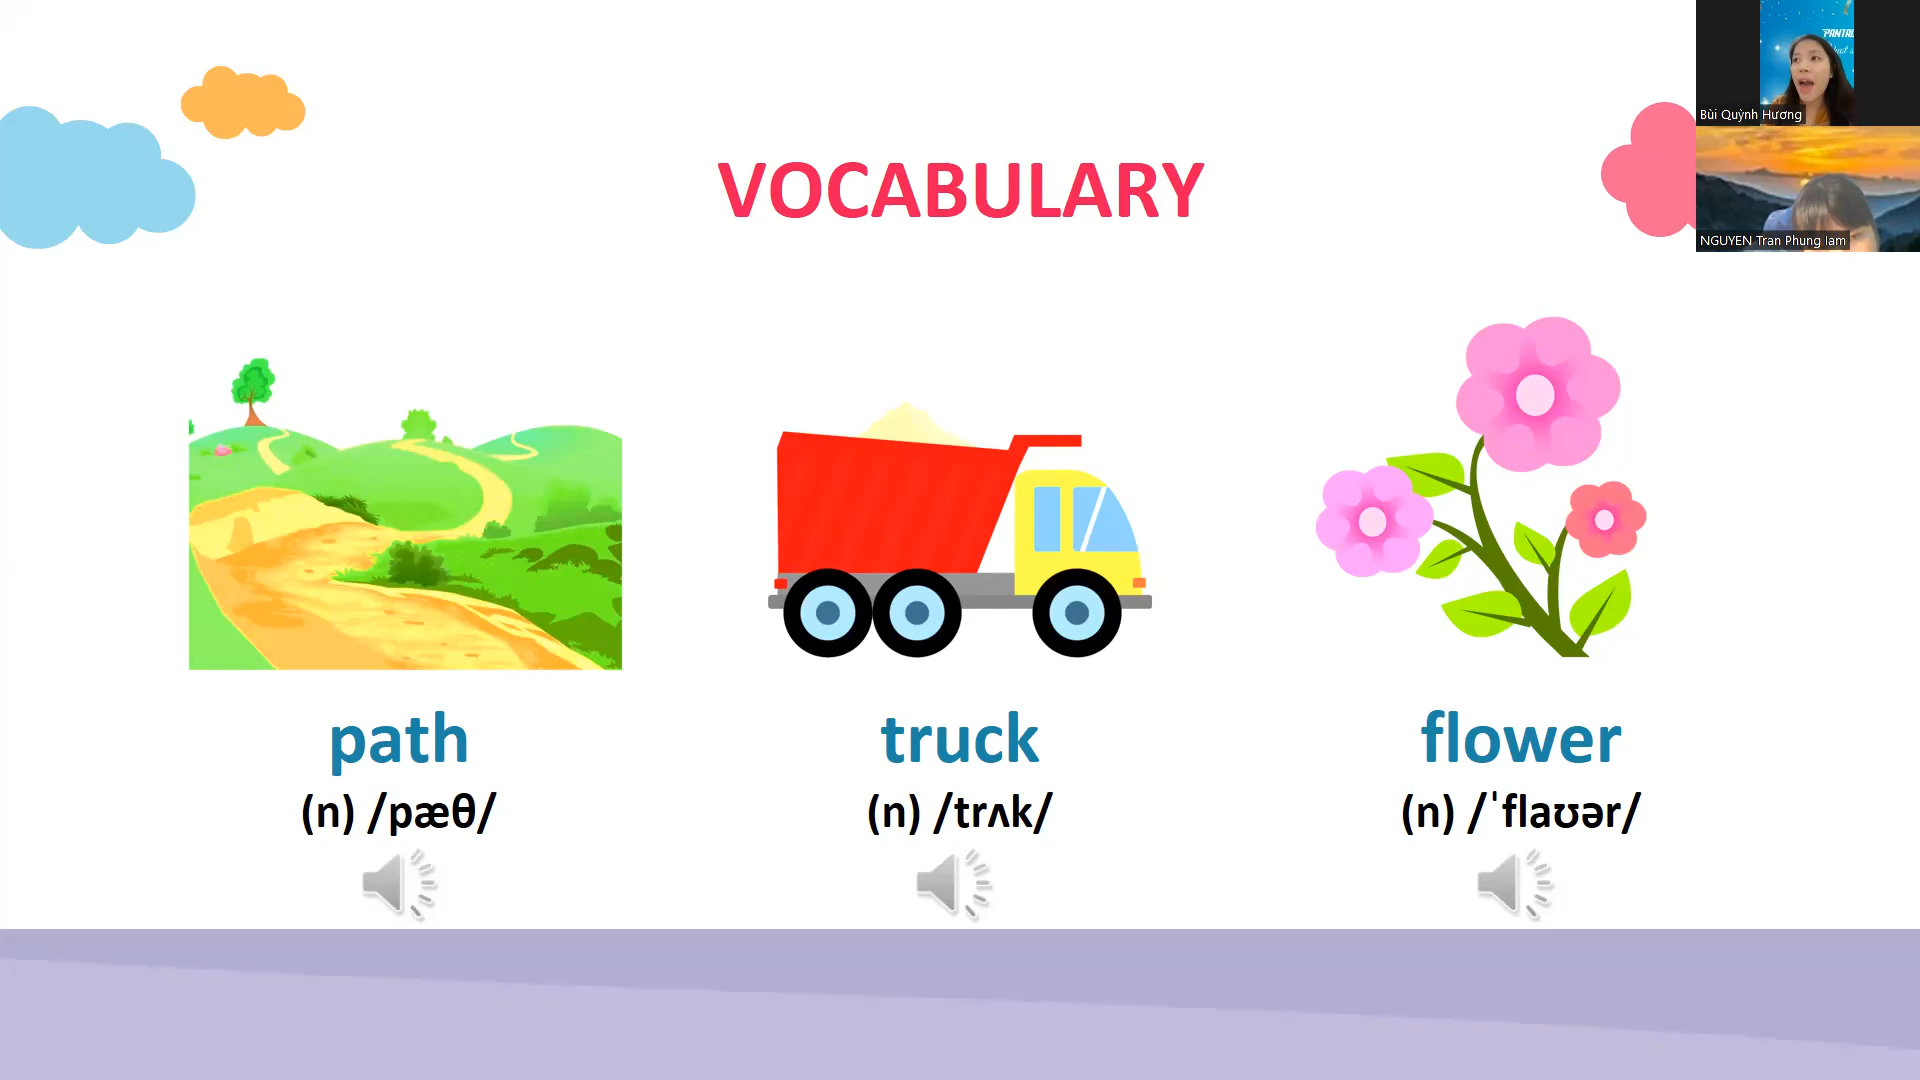 VOCABULARY
Bùi Quỳnh Hương
NGUYEN Tran Phung lam
path
(n) /pæθ/
truck
(n) /trʌk/
flower
(n) /ˈflaʊər/